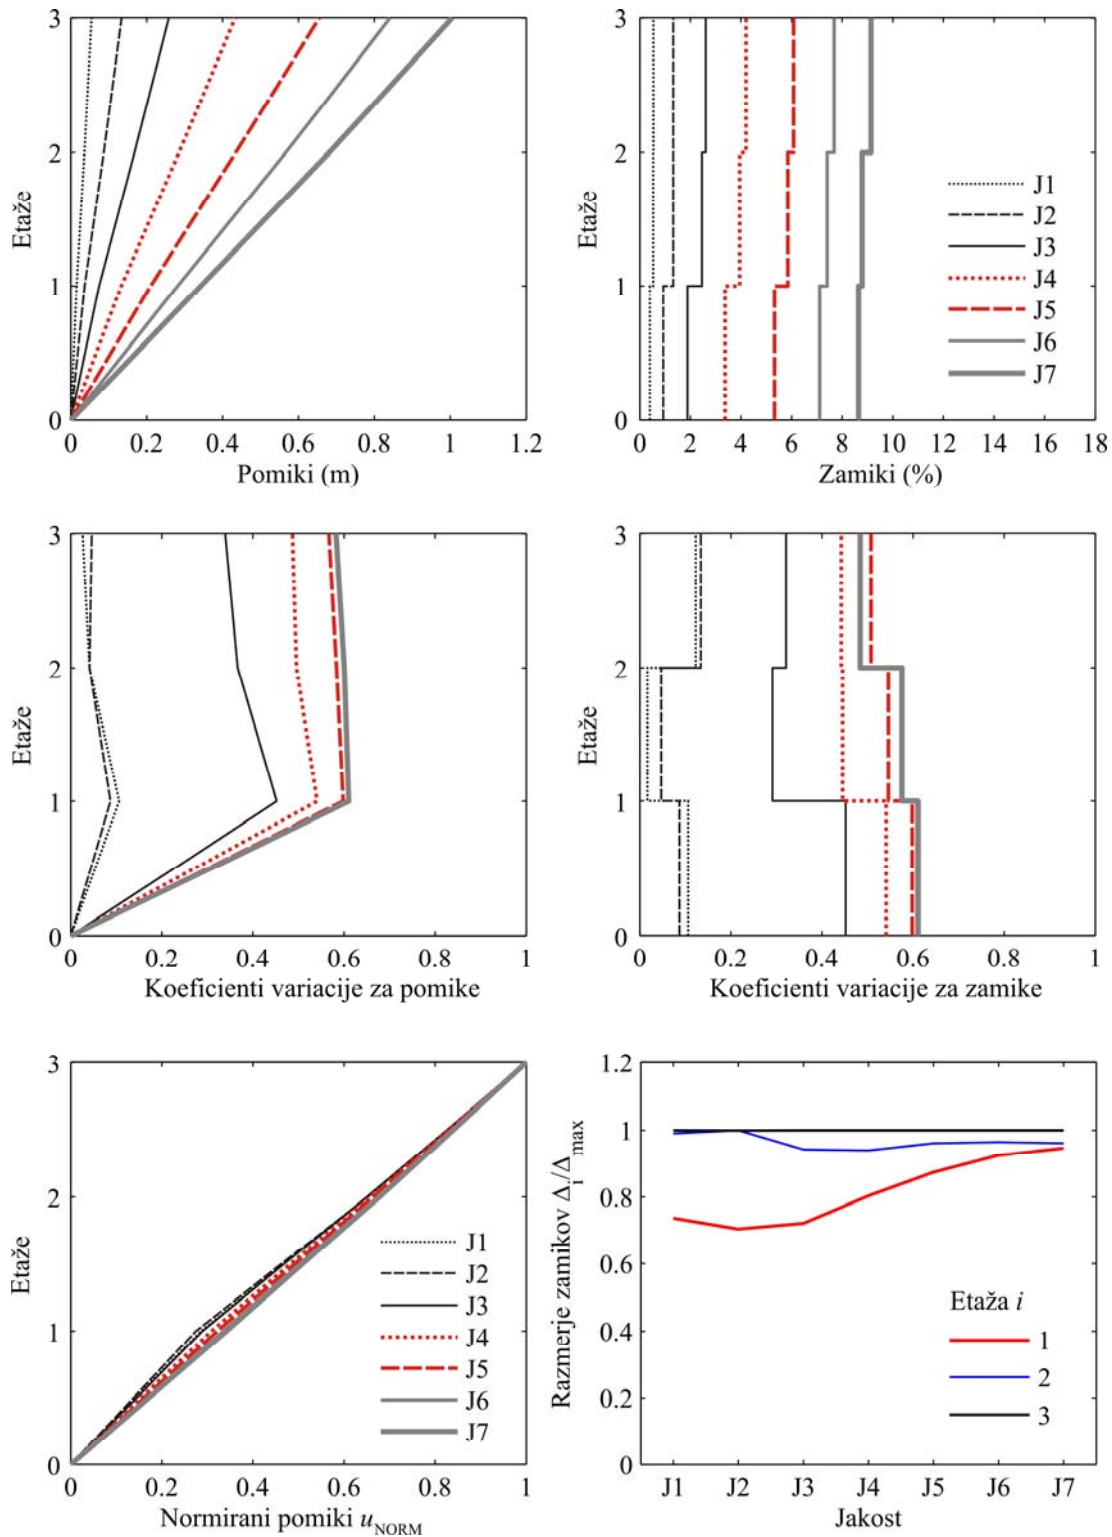 3
2
1
0
Etaže
0 0.2 0.4 0.6 0.8 1 1.2
Pomiki (m)
3
2
1
0
Etaže
0 2 4 6 8 10 12 14 16 18
Zamiki (%)
J1
J2
J3
J4
J5
J6
J7
3
2
1
0
Etaže
0 0.2 0.4 0.6 0.8 1
Koeficienti variacije za pomike
3
2
1
0
Etaže
0 0.2 0.4 0.6 0.8 1
Koeficienti variacije za zamike
3
2
1
0
Etaže
0 0.2 0.4 0.6 0.8 1
Normirani pomiki uNORM
J1
J2
J3
J4
J5
J6
J7
1.2
1
0.8
0.6
0.4
0.2
0
Razmerje zamikov Δi/Δmax
J1 J2 J3 J4 J5 J6 J7
Jakost
Etaža i
1
2
3